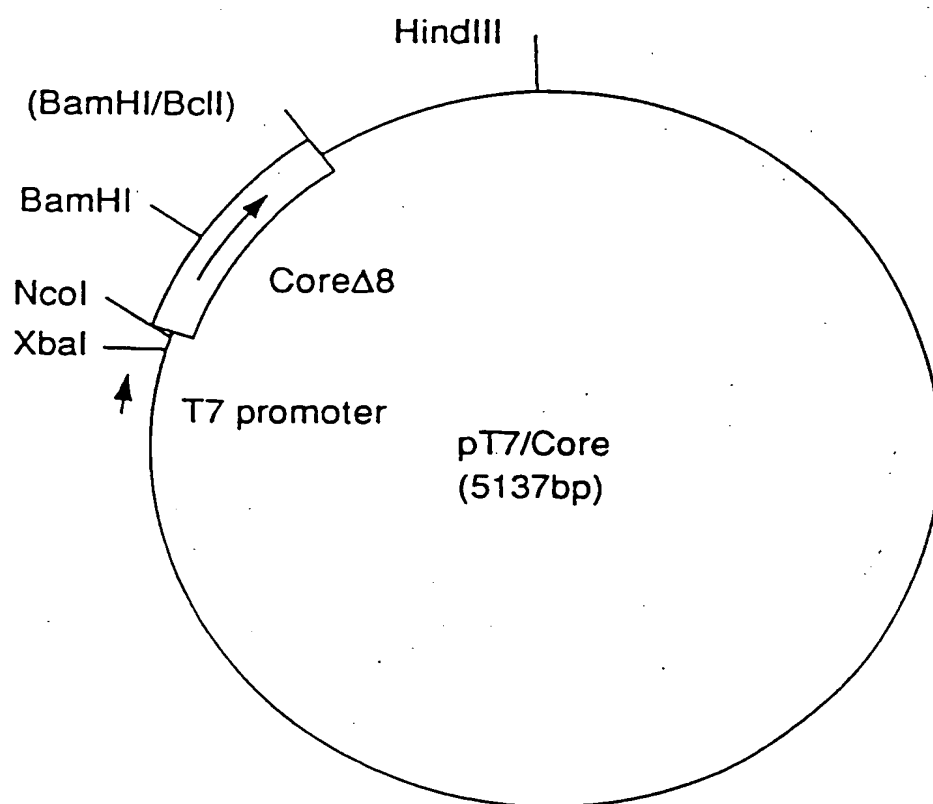 HindIII
(BamHI/BclI)
BamHI
NcoI
XbaI
CoreΔ8
T7 promoter
pT7/Core
(5137bp)